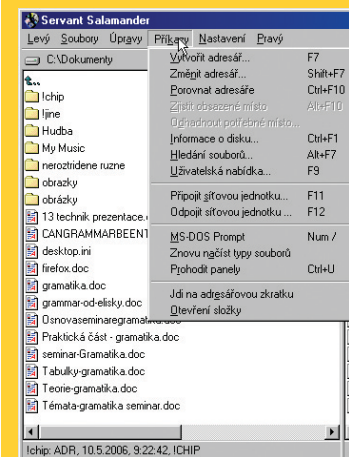 Servant Salamander
Levý Soubory Úpravy Příkazy Nastavení Pravý
C:\Dokumenty
!chip
!jine
Hudba
My Music
neroztridene ruzne
obrazky
obrázky
13 technik prezentace.
CANGRAMMARBEENT
desktop.ini
firefox.doc
gramatika.doc
grammar-od-elisky.doc
Osnovaseminaregramatika.doc
Praktická část - gramatika.doc
seminar-Gramatika.doc
Tabulky-gramatika.doc
Teorie-gramatika.doc
Témata-gramatika seminar.doc
Vytvořit adresář... F7
Změnit adresář... Shift+F7
Porovnat adresáře Ctrl+F10
Zjistit obsazené místo Alt+F10
Odhadnout potřebné místo...
Informace o disku... Ctrl+F1
Hledání souborů... Alt+F7
Uživatelská nabídka... F9
Připojit síťovou jednotku... F11
Odpojit síťovou jednotku ... F12
MS-DOS Prompt Num /
Znovu načíst typy souborů
Prohodit panely Ctrl+U
Jdi na adresářovou zkratku
Otevření složky
!chip: ADR, 10.5.2006, 9:22:42, !CHIP